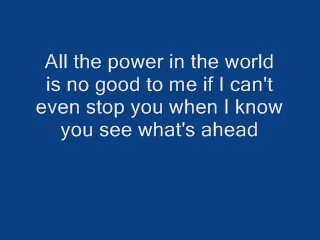 All the power in the world
is no good to me if I can't
even stop you when I know
you see what's ahead